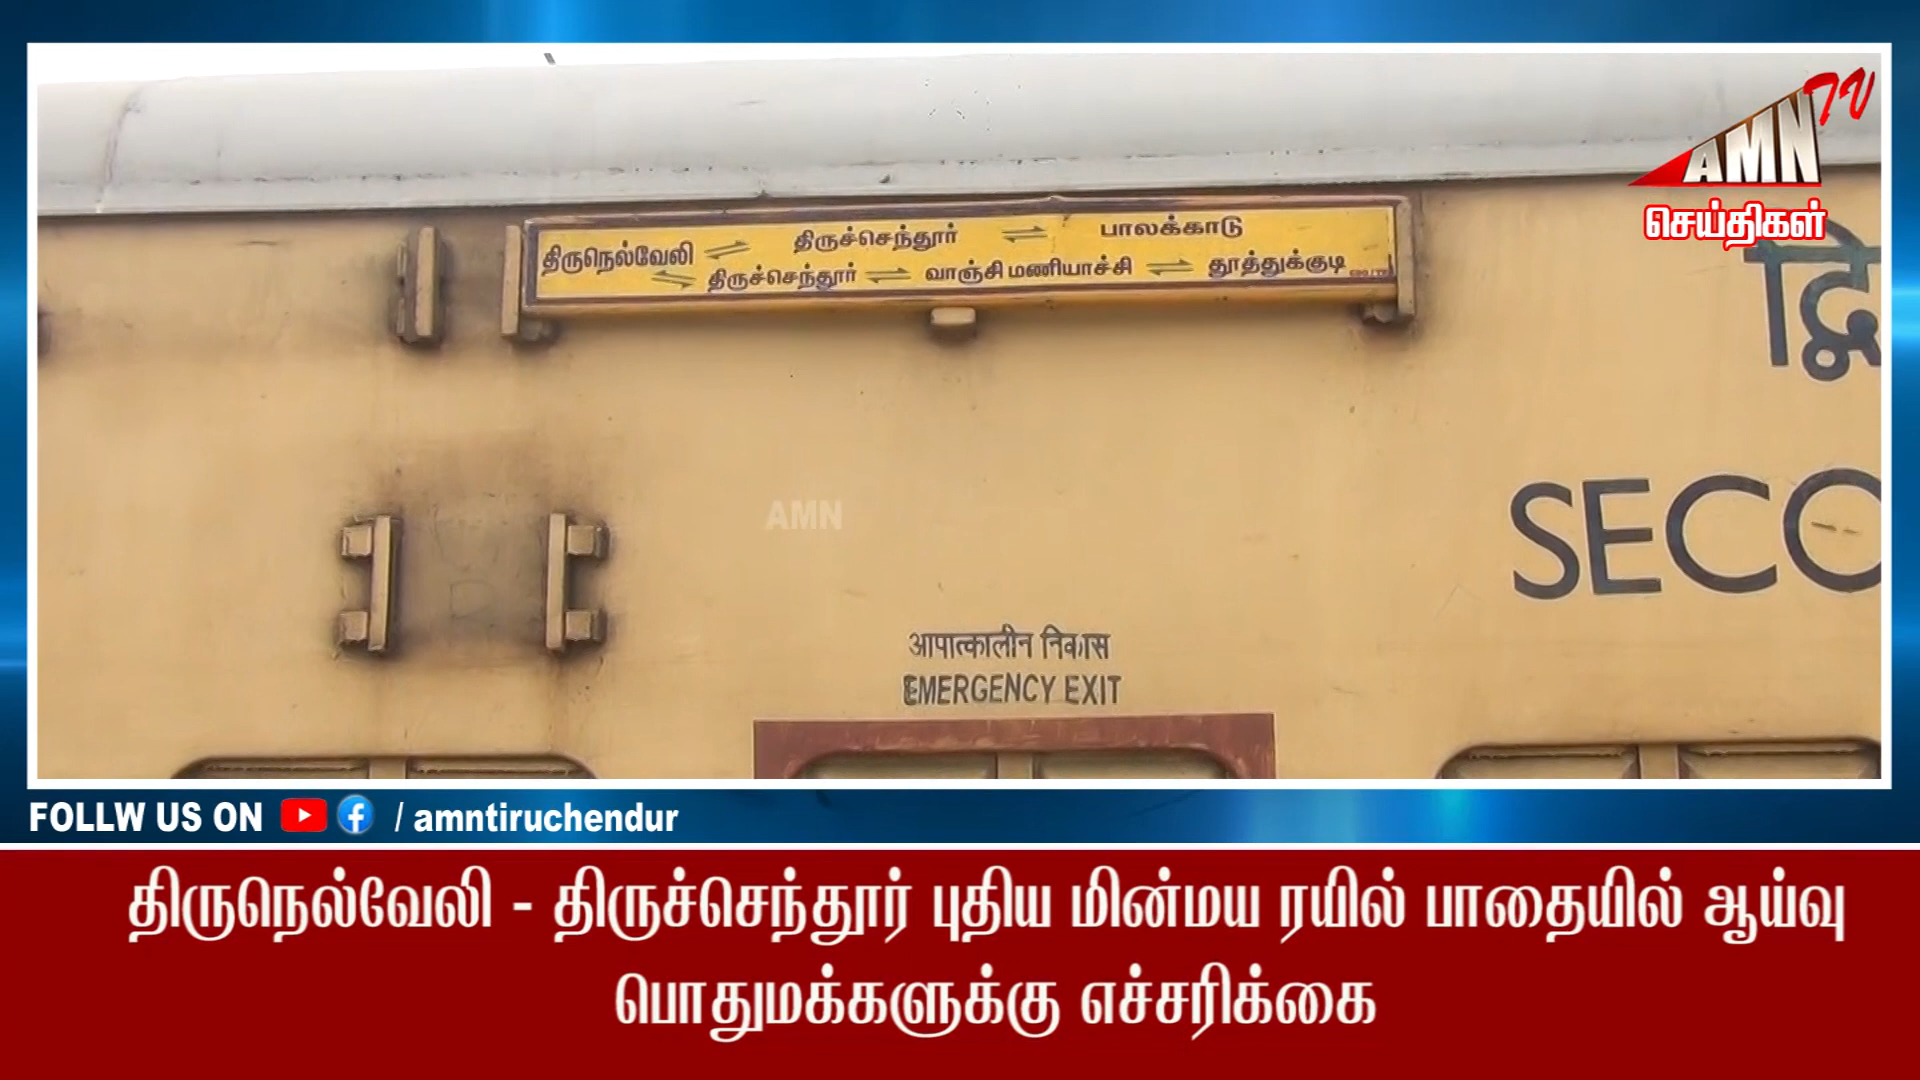 AMN TV
செய்திகள்
திருநெல்வேலி ⇌ திருச்செந்தூர் ⇌ பாலக்காடு
⇌ திருச்செந்தூர் ⇌ வாஞ்சி மணியாச்சி ⇌ தூத்துக்குடி
द्वि
SECO
AMN
आपात्कालीन निकास
EMERGENCY EXIT
FOLLW US ON / amntiruchendur
திருநெல்வேலி - திருச்செந்தூர் புதிய மின்மய ரயில் பாதையில் ஆய்வு
பொதுமக்களுக்கு எச்சரிக்கை